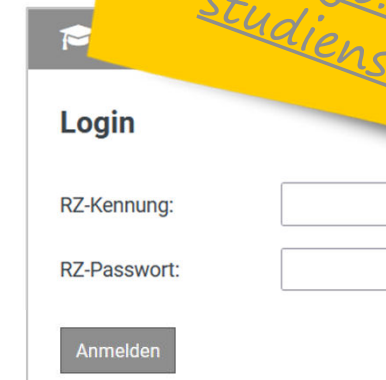 studiens
Login
RZ-Kennung:
RZ-Passwort:
Anmelden